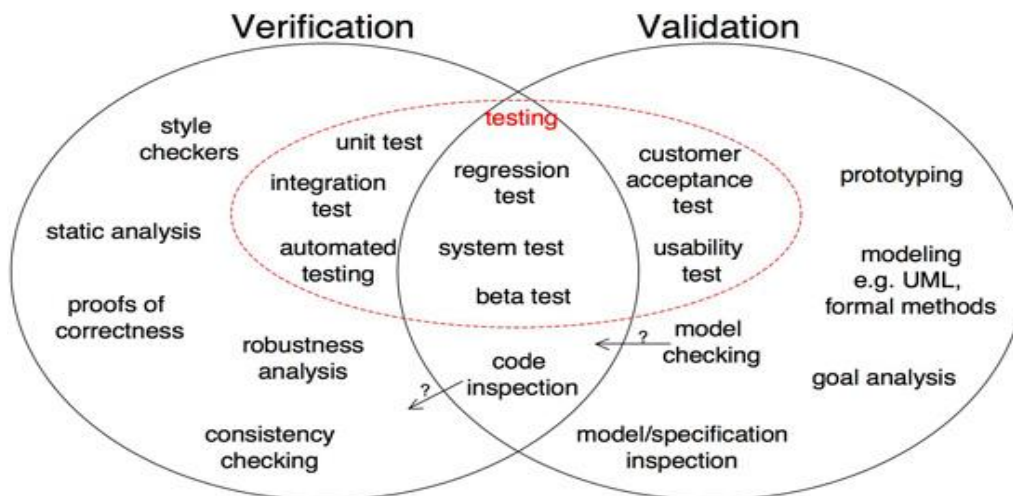 Verification
Validation
testing
style
checkers
unit test
integration
test
automated
testing
static analysis
proofs of
correctness
robustness
analysis
consistency
checking
regression
test
system test
beta test
code
inspection
?
customer
acceptance
test
usability
test
?
model
checking
model/specification
inspection
prototyping
modeling
e.g. UML,
formal methods
goal analysis